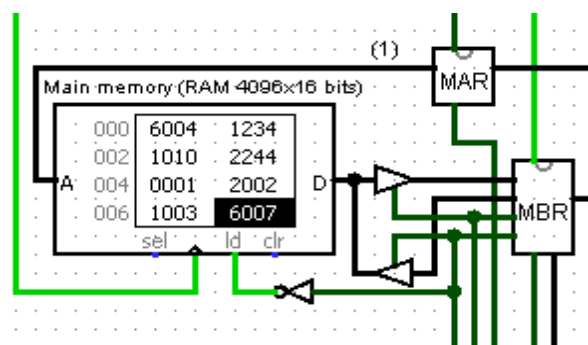 (1)
MAR
Main memory (RAM 4096x16 bits)
000 6004 1234
002 1010 2244
A 004 0001 2002 D
006 1003 6007
MBR
sel ld clr